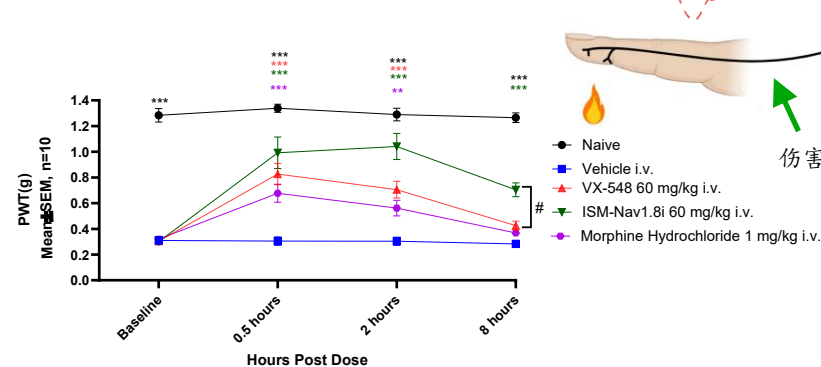 ***
***
***
***
***
***
***
***
**
***
***
PWT(g)
Mean±SEM, n=10
1.4
1.2
1.0
0.8
0.6
0.4
0.2
0.0
#
Baseline
0.5 hours
2 hours
8 hours
Hours Post Dose
Naive
Vehicle i.v.
VX-548 60 mg/kg i.v.
ISM-Nav1.8i 60 mg/kg i.v.
Morphine Hydrochloride 1 mg/kg i.v.
伤害